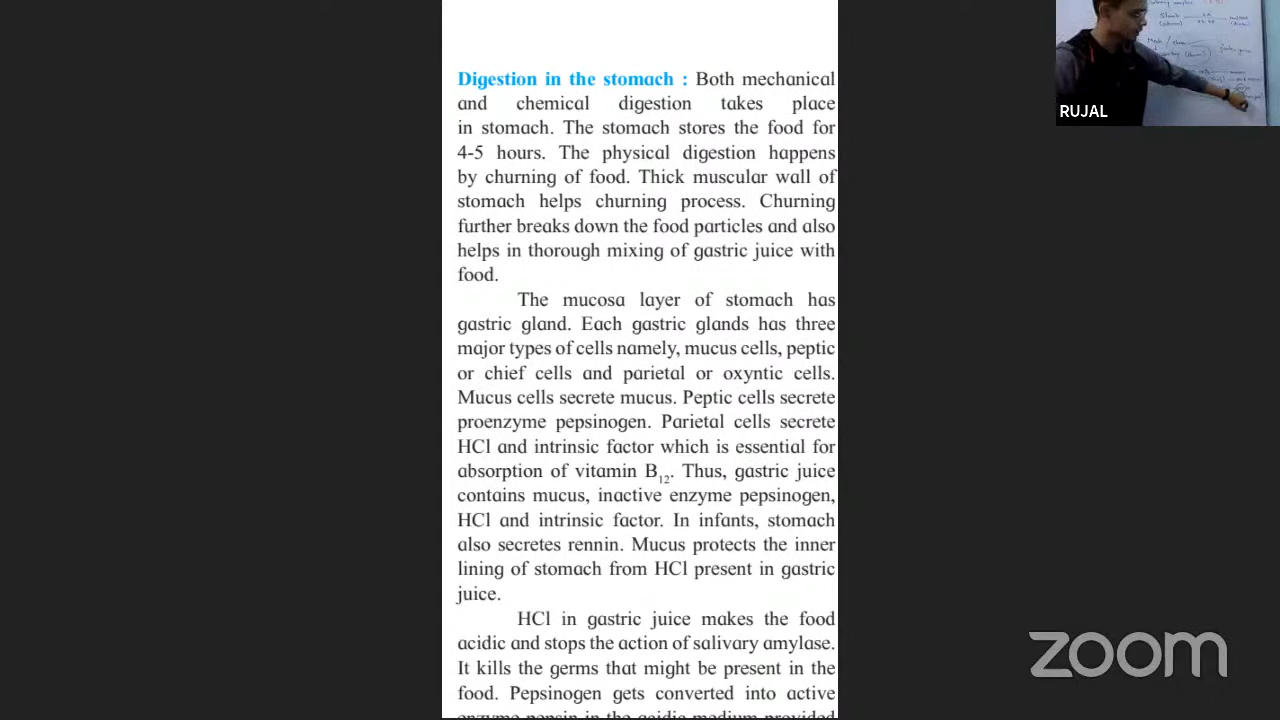 Digestion in the stomach : Both mechanical
and chemical digestion takes place
in stomach. The stomach stores the food for
4-5 hours. The physical digestion happens
by churning of food. Thick muscular wall of
stomach helps churning process. Churning
further breaks down the food particles and also
helps in thorough mixing of gastric juice with
food.
The mucosa layer of stomach has
gastric gland. Each gastric glands has three
major types of cells namely, mucus cells, peptic
or chief cells and parietal or oxyntic cells.
Mucus cells secrete mucus. Peptic cells secrete
proenzyme pepsinogen. Parietal cells secrete
HCl and intrinsic factor which is essential for
absorption of vitamin B12. Thus, gastric juice
contains mucus, inactive enzyme pepsinogen,
HCl and intrinsic factor. In infants, stomach
also secretes rennin. Mucus protects the inner
lining of stomach from HCl present in gastric
juice.
HCl in gastric juice makes the food
acidic and stops the action of salivary amylase.
It kills the germs that might be present in the
food. Pepsinogen gets converted into active
enzyme pepsin in the acidic medium provided
RUJAL
zoom